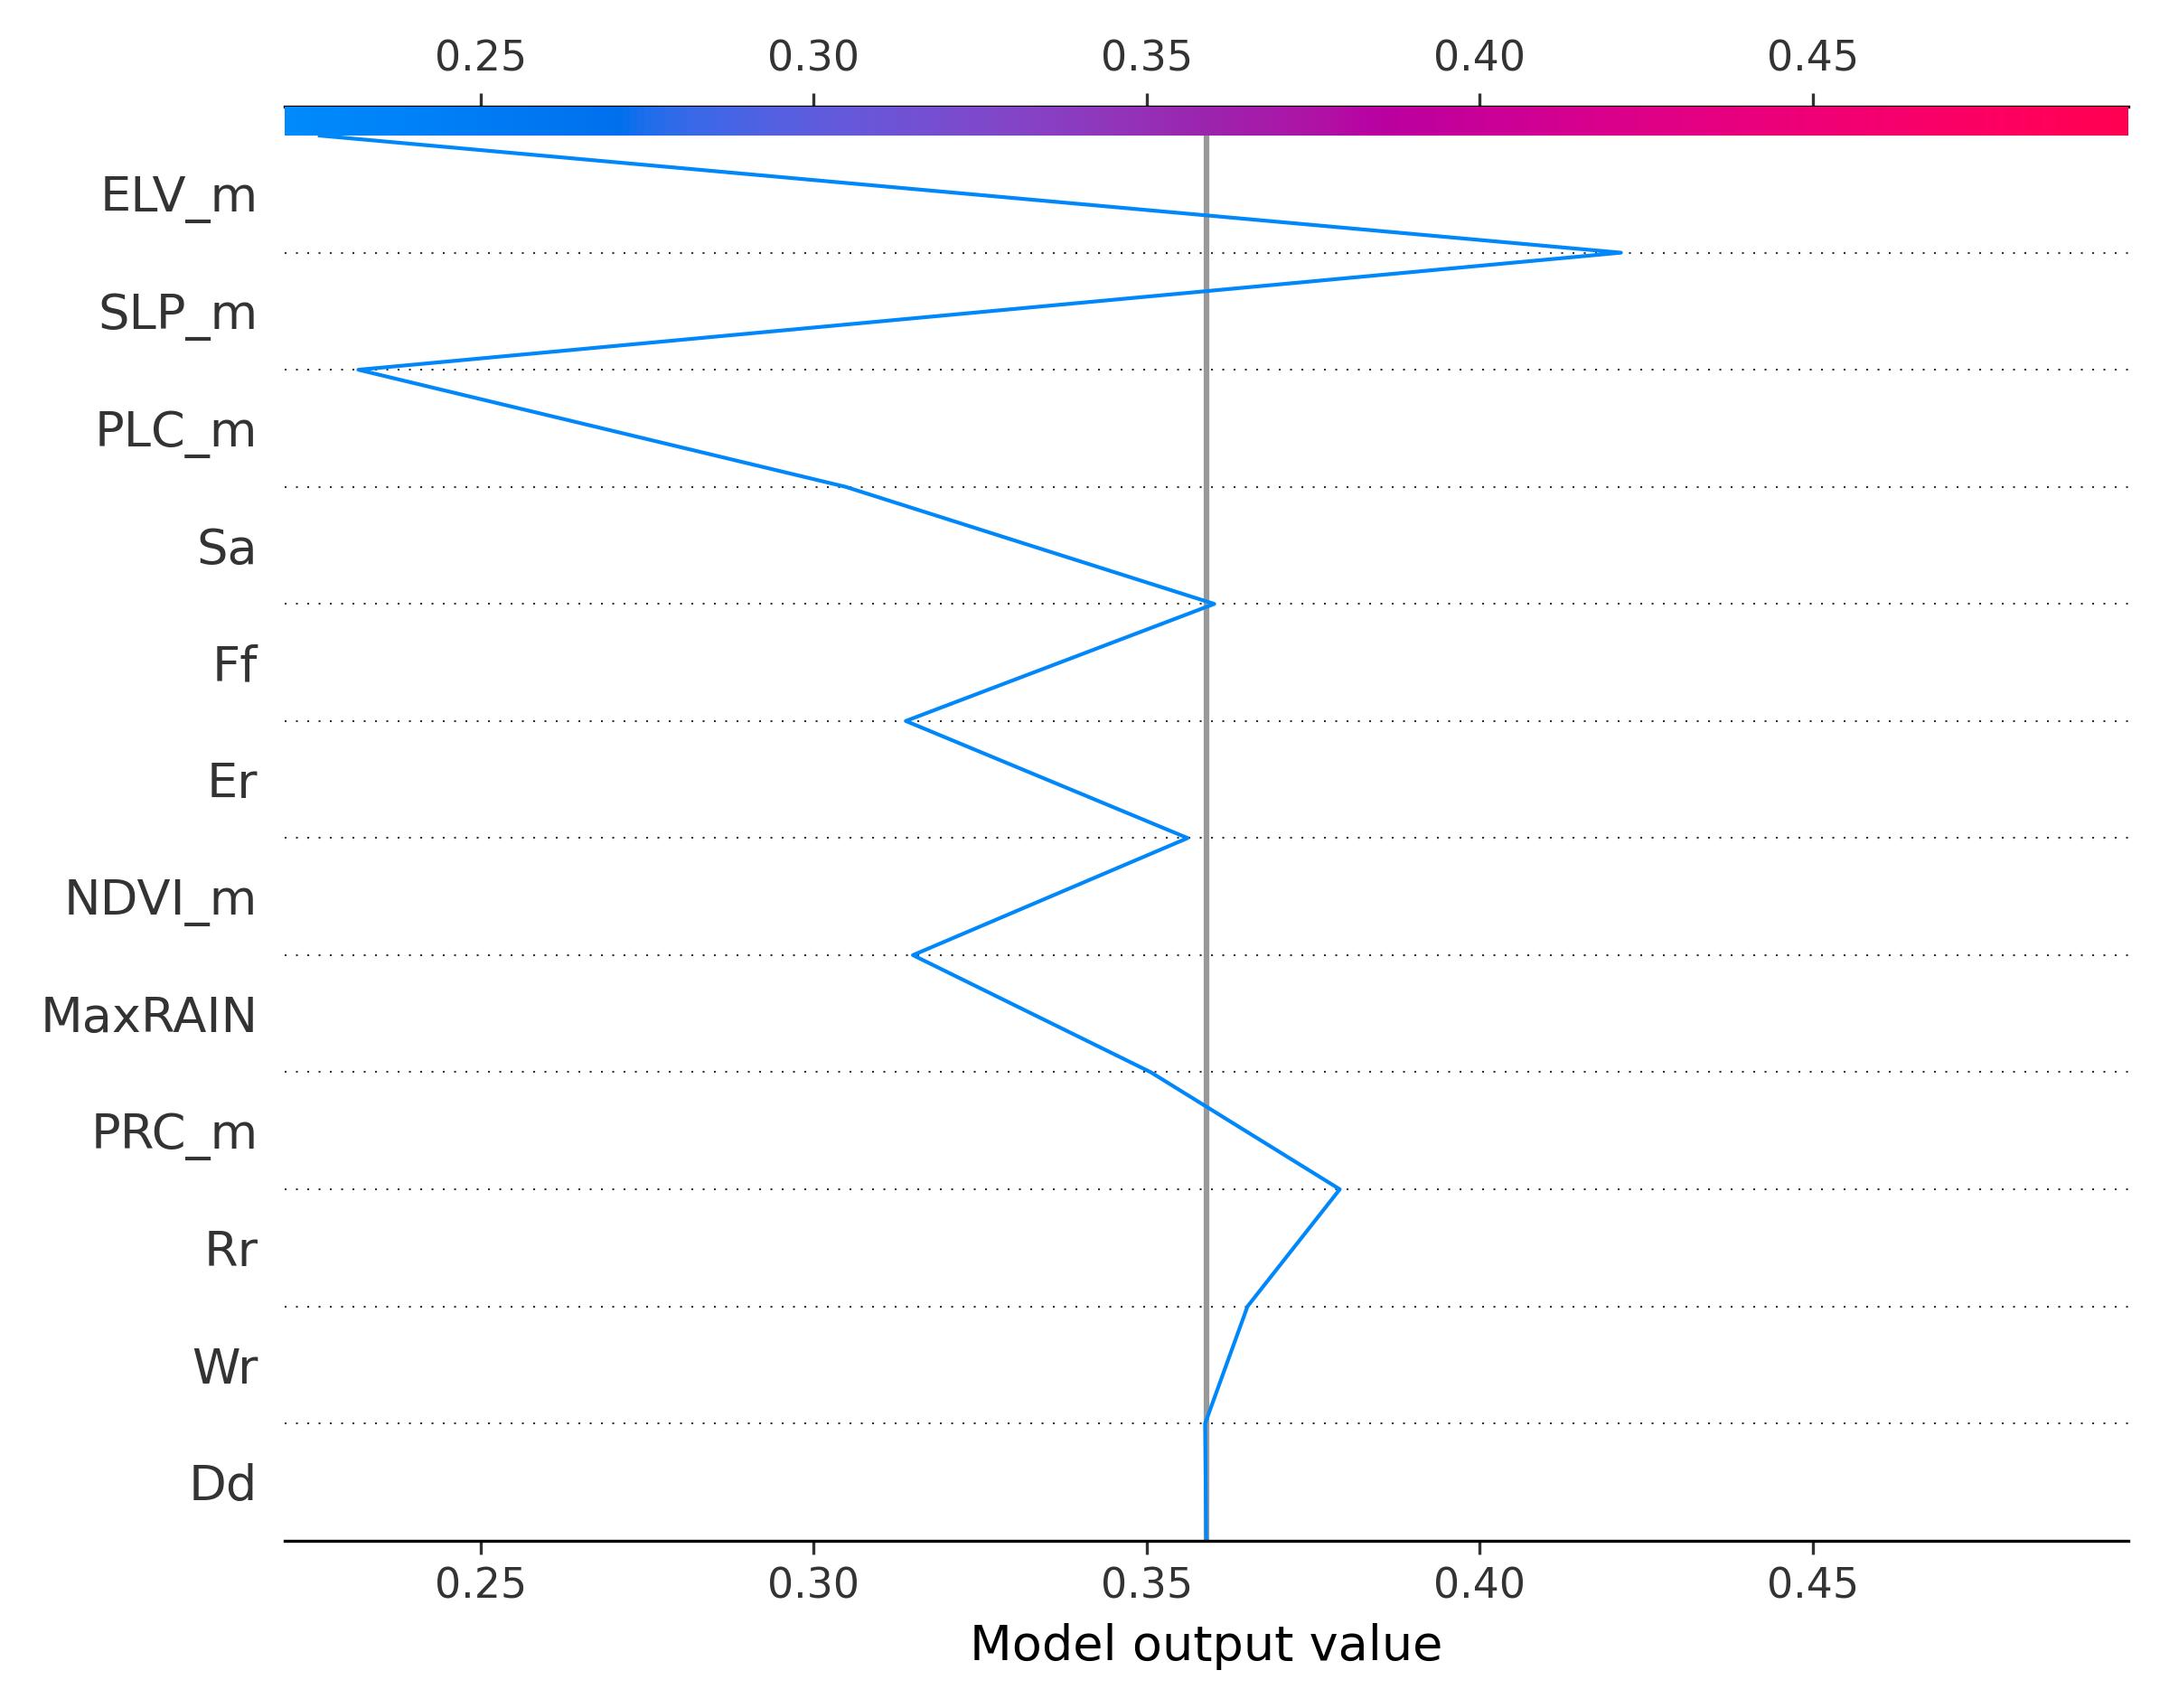 0.25 0.30 0.35 0.40 0.45
ELV_m
SLP_m
PLC_m
Sa
Ff
Er
NDVI_m
MaxRAIN
PRC_m
Rr
Wr
Dd
0.25 0.30 0.35 0.40 0.45
Model output value